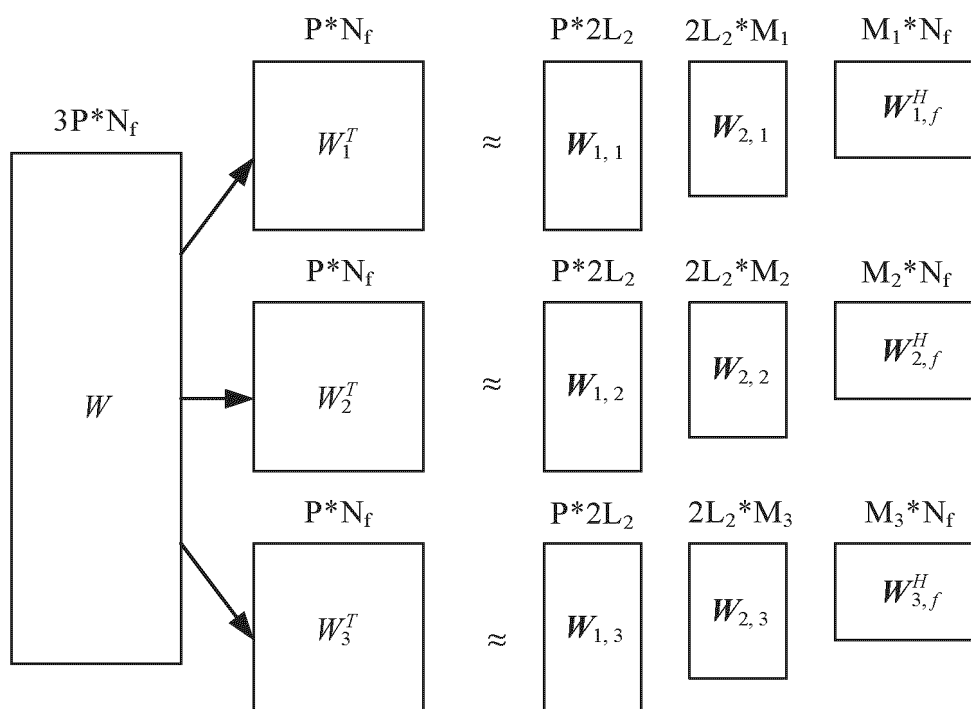 P*N_f P*2L_2 2L_2*M_1 M_1*N_f
3P*N_f
W_1^T ≈ W_{1, 1} W_{2, 1} W_{1, f}^H
P*N_f P*2L_2 2L_2*M_2 M_2*N_f
W
W_2^T ≈ W_{1, 2} W_{2, 2} W_{2, f}^H
P*N_f P*2L_2 2L_2*M_3 M_3*N_f
W_3^T ≈ W_{1, 3} W_{2, 3} W_{3, f}^H